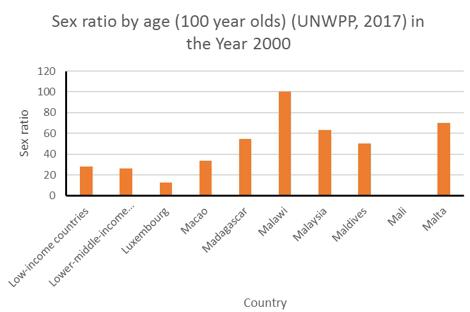 Sex ratio by age (100 year olds) (UNWPP, 2017) in
the Year 2000
120
100
80
60
40
20
0
Sex ratio
Low-income countries
Lower-middle-income...
Luxembourg
Macao
Madagascar
Malawi
Malaysia
Maldives
Mali
Malta
Country